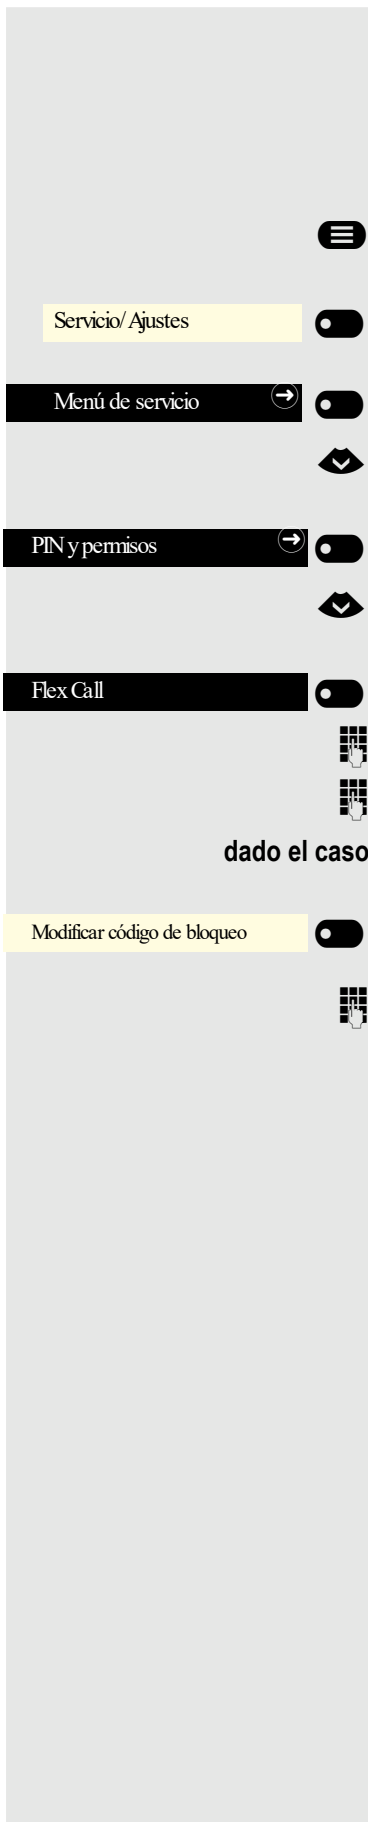 Servicio/Ajustes
Menú de servicio
PIN y permisos
Flex Call
dado el caso
Modificar código de bloqueo